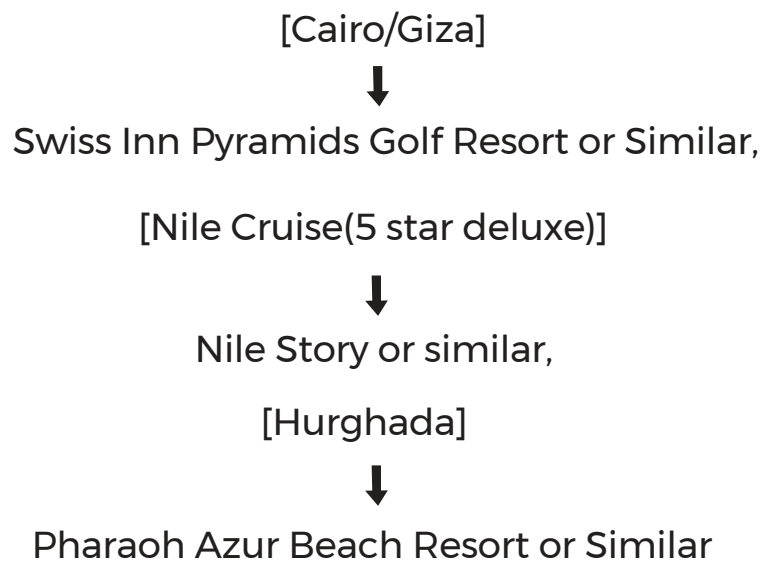 [Cairo/Giza]
Swiss Inn Pyramids Golf Resort or Similar,
[Nile Cruise(5 star deluxe)]
Nile Story or similar,
[Hurghada]
Pharaoh Azur Beach Resort or Similar